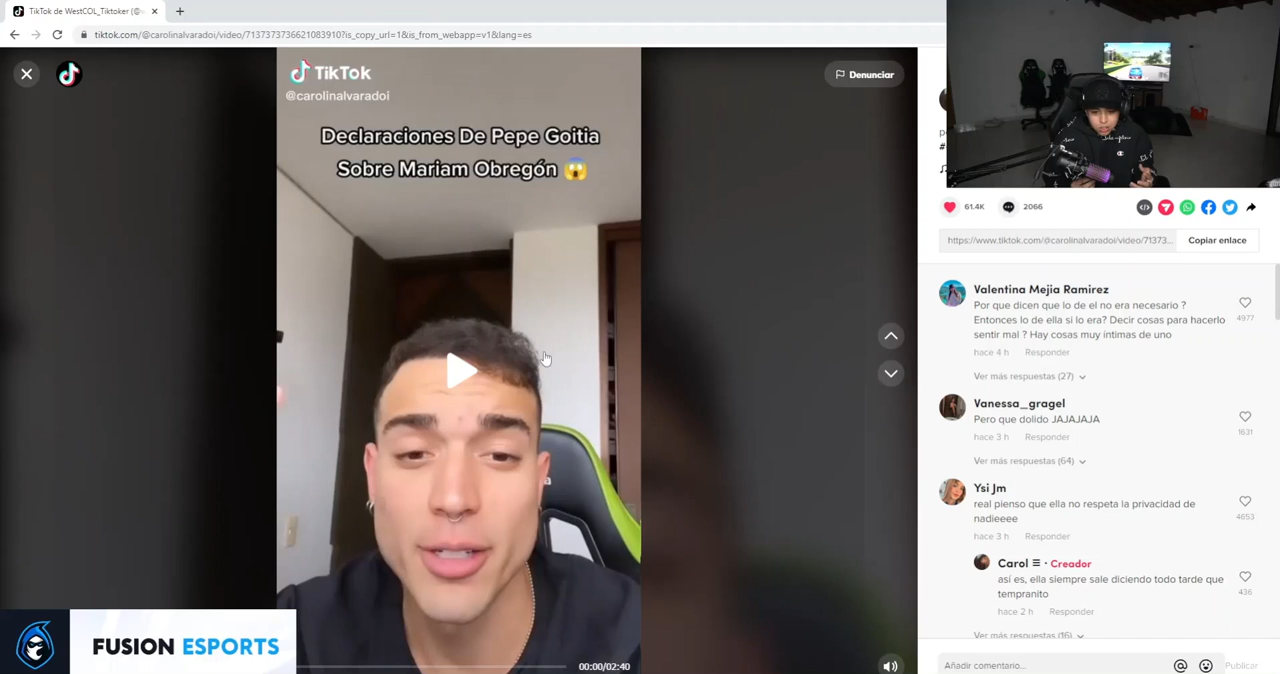 TikTok de WestCOL_Tiktoker (@
tiktok.com/@carolinalvaradoi/video/7137373736621083910?is_copy_url=1&is_from_webapp=v1&lang=es
TikTok
@carolinalvaradoi
Denunciar
Declaraciones De Pepe Goitia
Sobre Mariam Obregón 😱
00:00/02:40
FUSION ESPORTS
61.4K
2066
https://www.tiktok.com/@carolinalvaradoi/video/71373...
Copiar enlace
Valentina Mejia Ramirez
Por que dicen que lo de el no era necesario ?
Entonces lo de ella si lo era? Decir cosas para hacerlo
sentir mal ? Hay cosas muy íntimas de uno
4977
hace 4 h Responder
Ver más respuestas (27)
Vanessa_gragel
Pero que dolido JAJAJAJA
1631
hace 3 h Responder
Ver más respuestas (64)
Ysi Jm
real pienso que ella no respeta la privacidad de
nadieeee
4653
hace 3 h Responder
Carol ☰ · Creador
así es, ella siempre sale diciendo todo tarde que
tempranito
436
hace 2 h Responder
Ver más respuestas (16)
Añadir comentario...
Publicar